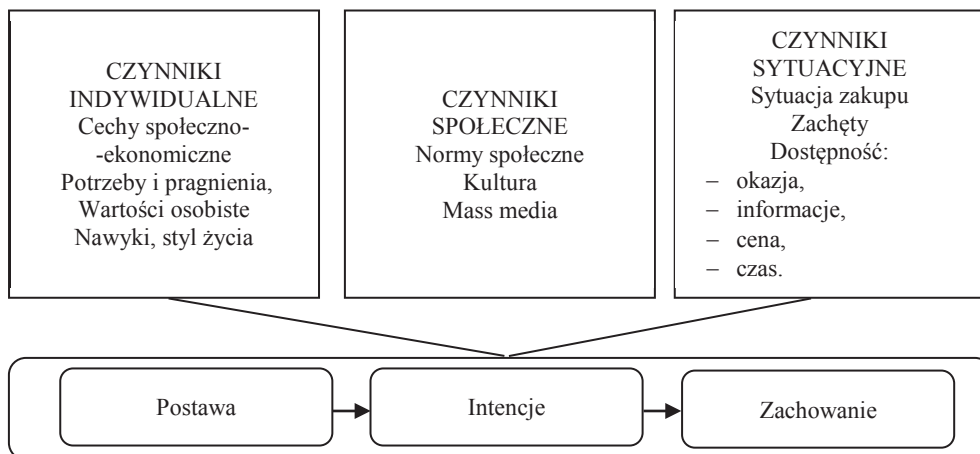 CZYNNIKI
INDYWIDUALNE
Cechy społeczno-
-ekonomiczne
Potrzeby i pragnienia,
Wartości osobiste
Nawyki, styl życia
CZYNNIKI
SPOŁECZNE
Normy społeczne
Kultura
Mass media
CZYNNIKI
SYTUACYJNE
Sytuacja zakupu
Zachęty
Dostępność:
− okazja,
− informacje,
− cena,
− czas.
Postawa
Intencje
Zachowanie